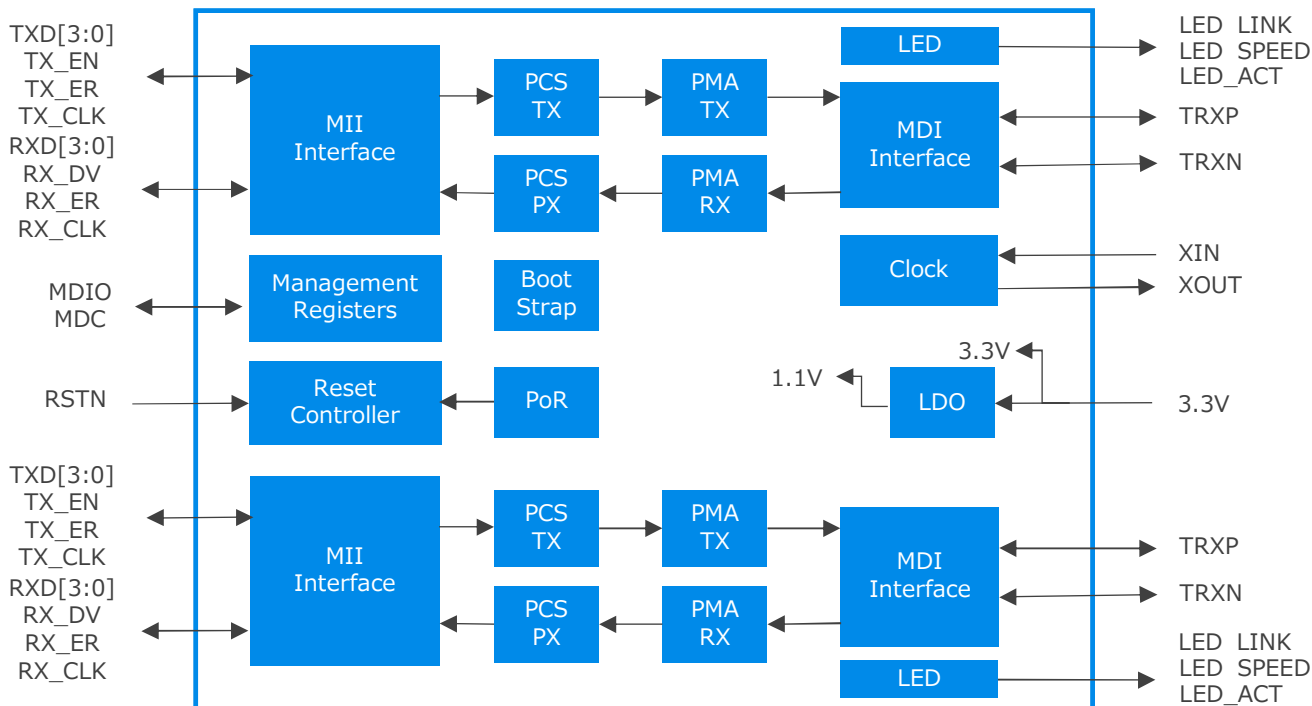 TXD[3:0]
TX_EN
TX_ER
TX_CLK
RXD[3:0]
RX_DV
RX_ER
RX_CLK
MII
Interface
PCS
TX
PMA
TX
PCS
PX
PMA
RX
LED
MDI
Interface
LED LINK
LED SPEED
LED_ACT
TRXP
TRXN
MDIO
MDC
Management
Registers
Boot
Strap
Clock
XIN
XOUT
RSTN
Reset
Controller
PoR
1.1V
3.3V
LDO
3.3V
TXD[3:0]
TX_EN
TX_ER
TX_CLK
RXD[3:0]
RX_DV
RX_ER
RX_CLK
MII
Interface
PCS
TX
PMA
TX
PCS
PX
PMA
RX
MDI
Interface
LED
TRXP
TRXN
LED LINK
LED SPEED
LED_ACT